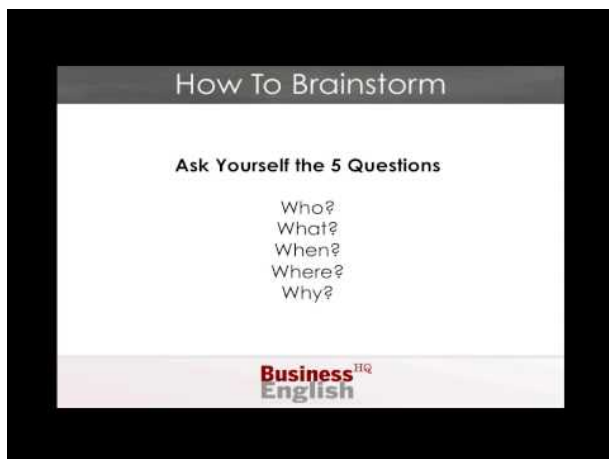 How To Brainstorm
Ask Yourself the 5 Questions
Who?
What?
When?
Where?
Why?
Business HQ
English